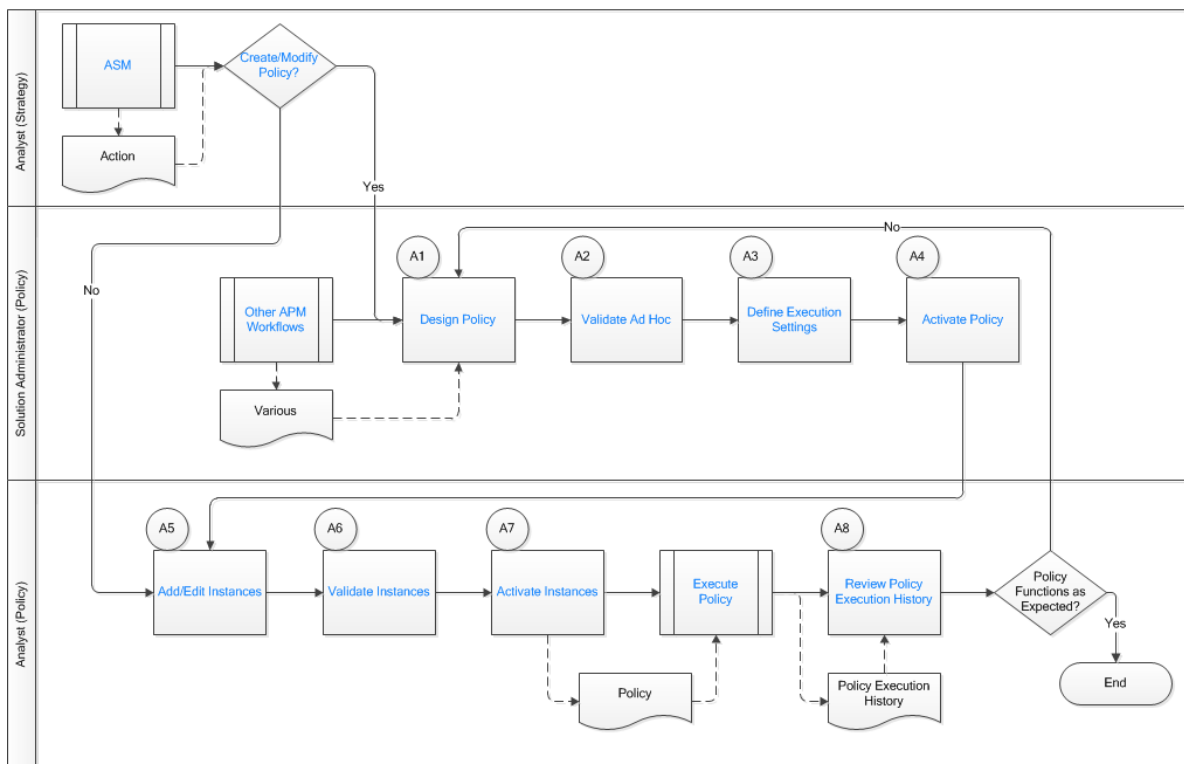 Analyst (Strategy)
ASM
Create/Modify
Policy?
Action
Yes
Solution Administrator (Policy)
No
No
A1
A2
A3
A4
Other APM
Workflows
Design Policy
Validate Ad Hoc
Define Execution
Settings
Activate Policy
Various
Analyst (Policy)
A5
A6
A7
A8
Add/Edit Instances
Validate Instances
Activate Instances
Execute
Policy
Review Policy
Execution History
Policy
Functions as
Expected?
Yes
Policy
Policy Execution
History
End